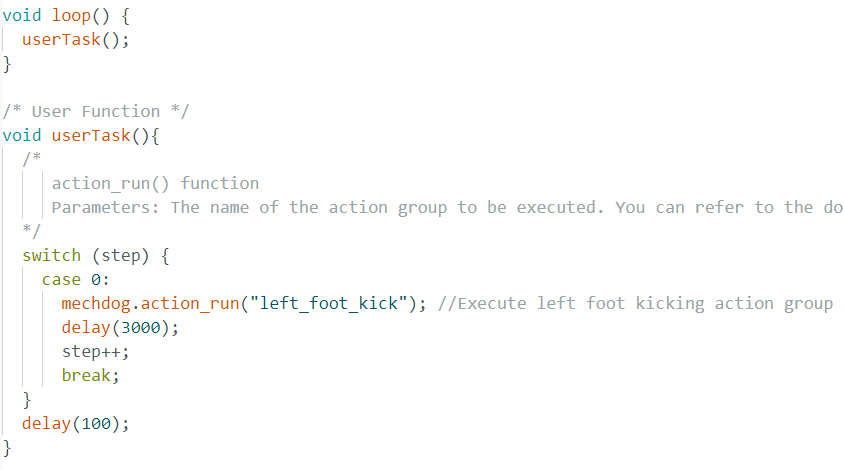 void loop() {
  userTask();
}

/* User Function */
void userTask(){
  /*
     action_run() function
     Parameters: The name of the action group to be executed. You can refer to the do
  */
  switch (step) {
    case 0:
      mechdog.action_run("left_foot_kick"); //Execute left foot kicking action group
      delay(3000);
      step++;
      break;
  }
  delay(100);
}